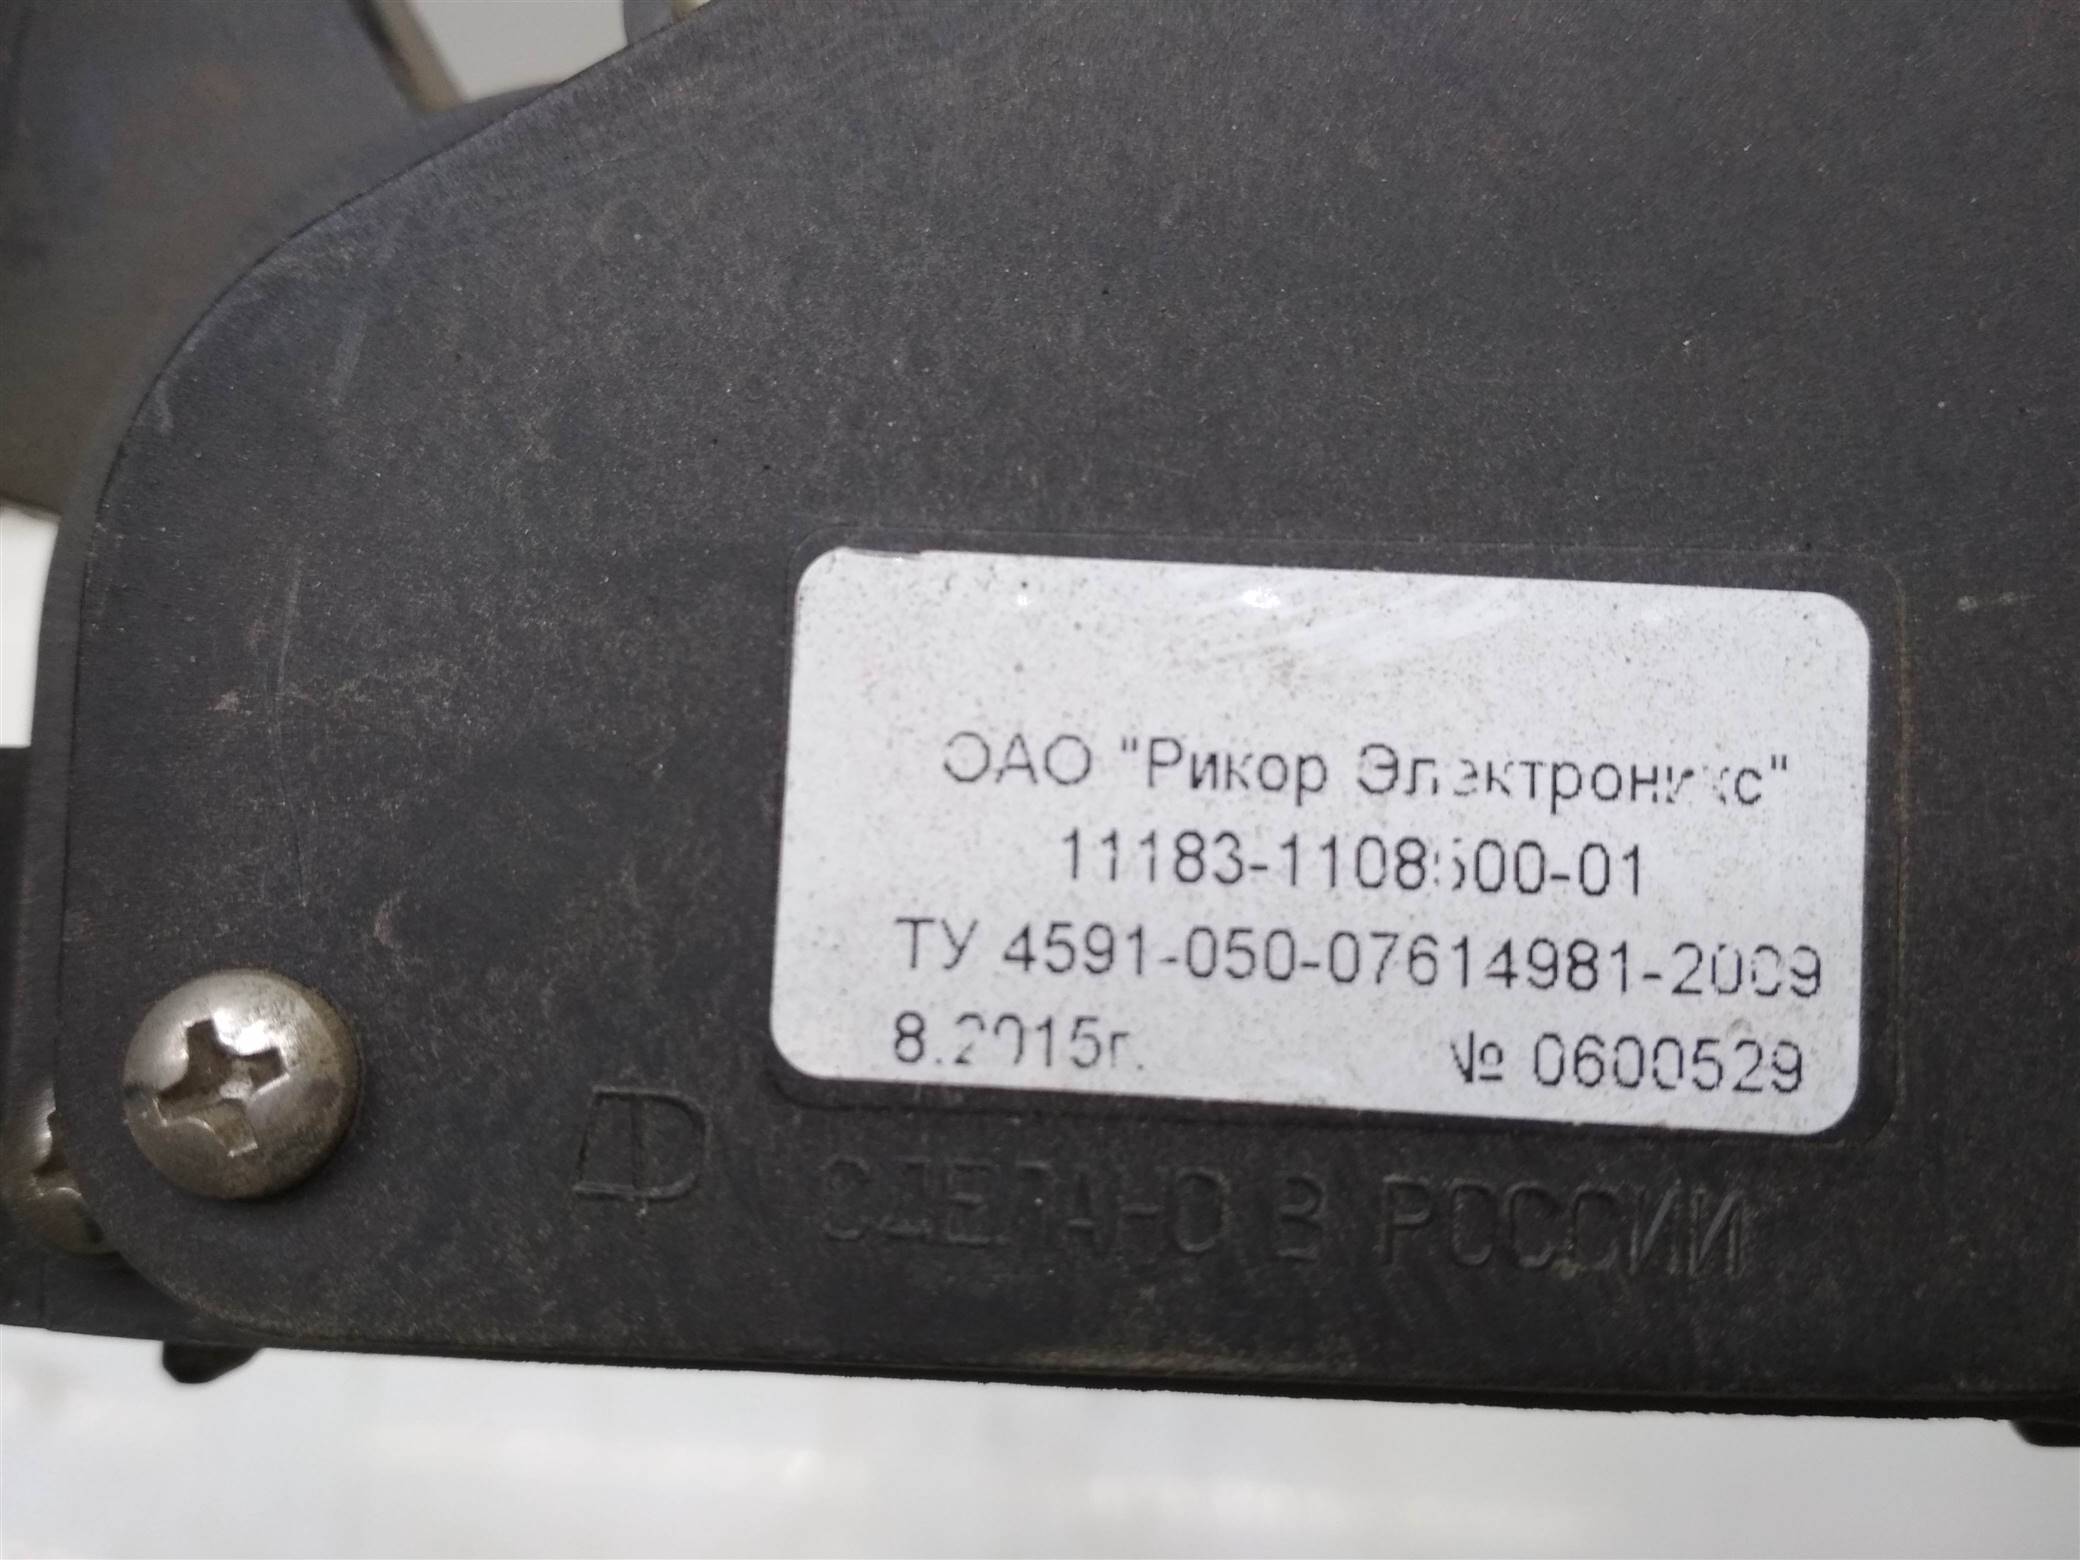 ОАО "Рикор Электроникс"
11183-1108500-01
ТУ 4591-050-07614981-2009
8.2015г. № 0600529
СДЕЛАНО В РОССИИ